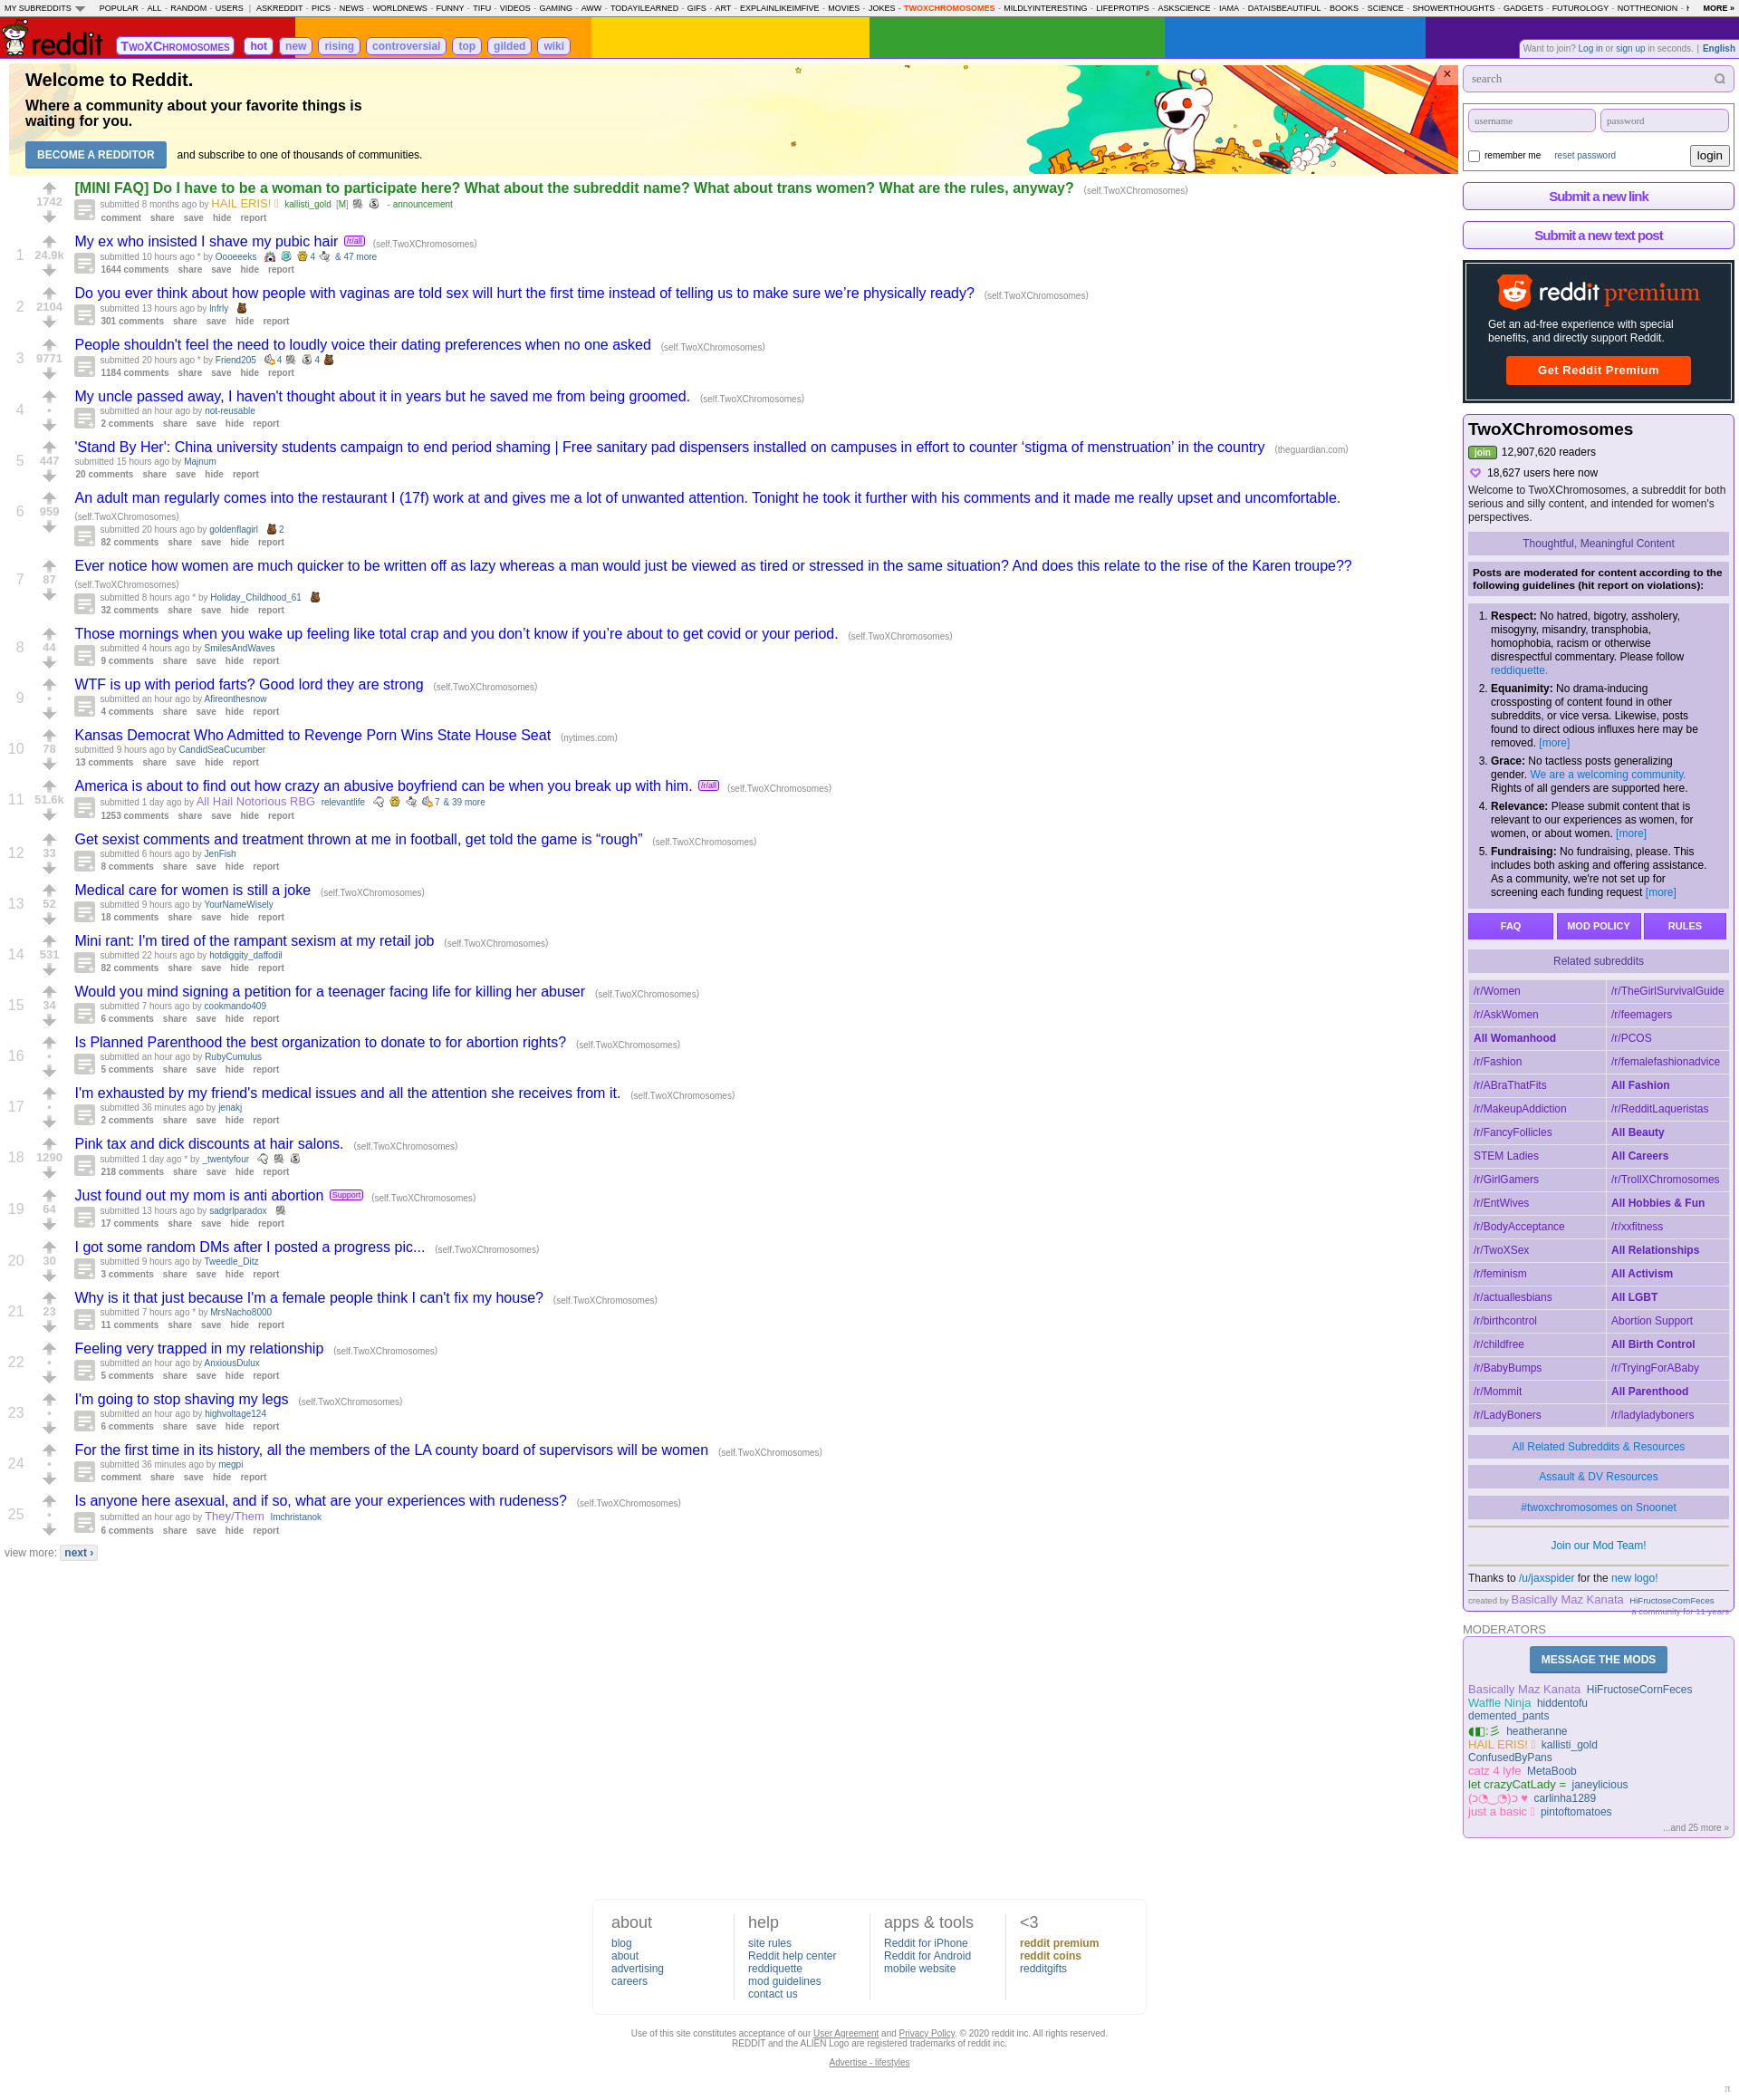 MY SUBREDDITS POPULAR - ALL - RANDOM - USERS | ASKREDDIT - PICS - NEWS - WORLDNEWS - FUNNY - TIFU - VIDEOS - GAMING - AWW - TODAYILEARNED - GIFS - ART - EXPLAINLIKEIMFIVE - MOVIES - JOKES - TWOXCHROMOSOMES - MILDLYINTERESTING - LIFEPROTIPS - ASKSCIENCE - IAMA - DATAISBEAUTIFUL - BOOKS - SCIENCE - SHOWERTHOUGHTS - GADGETS - FUTUROLOGY - NOTTHEONION - MORE »
reddit TwoXChromosomes hot new rising controversial top gilded wiki
Want to join? Log in or sign up in seconds. | English
Welcome to Reddit.
Where a community about your favorite things is
waiting for you.
BECOME A REDDITOR and subscribe to one of thousands of communities.
×
[MINI FAQ] Do I have to be a woman to participate here? What about the subreddit name? What about trans women? What are the rules, anyway? (self.TwoXChromosomes)
1742
submitted 8 months ago by HAIL ERIS! kallisti_gold [M] - announcement
comment share save hide report
1
24.9k
My ex who insisted I shave my pubic hair /r/all (self.TwoXChromosomes)
submitted 10 hours ago * by Oooeeeks 4 & 47 more
1644 comments share save hide report
2
2104
Do you ever think about how people with vaginas are told sex will hurt the first time instead of telling us to make sure we’re physically ready? (self.TwoXChromosomes)
submitted 13 hours ago by lnfrly
301 comments share save hide report
3
9771
People shouldn't feel the need to loudly voice their dating preferences when no one asked (self.TwoXChromosomes)
submitted 20 hours ago * by Friend205 4 4
1184 comments share save hide report
4
•
My uncle passed away, I haven't thought about it in years but he saved me from being groomed. (self.TwoXChromosomes)
submitted an hour ago by not-reusable
2 comments share save hide report
5
447
'Stand By Her': China university students campaign to end period shaming | Free sanitary pad dispensers installed on campuses in effort to counter ‘stigma of menstruation’ in the country (theguardian.com)
submitted 15 hours ago by Majnum
20 comments share save hide report
6
959
An adult man regularly comes into the restaurant I (17f) work at and gives me a lot of unwanted attention. Tonight he took it further with his comments and it made me really upset and uncomfortable.
(self.TwoXChromosomes)
submitted 20 hours ago by goldenflagirl 2
82 comments share save hide report
7
87
Ever notice how women are much quicker to be written off as lazy whereas a man would just be viewed as tired or stressed in the same situation? And does this relate to the rise of the Karen troupe??
(self.TwoXChromosomes)
submitted 8 hours ago * by Holiday_Childhood_61
32 comments share save hide report
8
44
Those mornings when you wake up feeling like total crap and you don’t know if you’re about to get covid or your period. (self.TwoXChromosomes)
submitted 4 hours ago by SmilesAndWaves
9 comments share save hide report
9
•
WTF is up with period farts? Good lord they are strong (self.TwoXChromosomes)
submitted an hour ago by Afireonthesnow
4 comments share save hide report
10
78
Kansas Democrat Who Admitted to Revenge Porn Wins State House Seat (nytimes.com)
submitted 9 hours ago by CandidSeaCucumber
13 comments share save hide report
11
51.6k
America is about to find out how crazy an abusive boyfriend can be when you break up with him. /r/all (self.TwoXChromosomes)
submitted 1 day ago by All Hail Notorious RBG relevantlife 7 & 39 more
1253 comments share save hide report
12
33
Get sexist comments and treatment thrown at me in football, get told the game is “rough” (self.TwoXChromosomes)
submitted 6 hours ago by JenFish
8 comments share save hide report
13
52
Medical care for women is still a joke (self.TwoXChromosomes)
submitted 9 hours ago by YourNameWisely
18 comments share save hide report
14
531
Mini rant: I'm tired of the rampant sexism at my retail job (self.TwoXChromosomes)
submitted 22 hours ago by hotdiggity_daffodil
82 comments share save hide report
15
34
Would you mind signing a petition for a teenager facing life for killing her abuser (self.TwoXChromosomes)
submitted 7 hours ago by cookmando409
6 comments share save hide report
16
•
Is Planned Parenthood the best organization to donate to for abortion rights? (self.TwoXChromosomes)
submitted an hour ago by RubyCumulus
5 comments share save hide report
17
•
I'm exhausted by my friend's medical issues and all the attention she receives from it. (self.TwoXChromosomes)
submitted 36 minutes ago by jenakj
2 comments share save hide report
18
1290
Pink tax and dick discounts at hair salons. (self.TwoXChromosomes)
submitted 1 day ago * by _twentyfour
218 comments share save hide report
19
64
Just found out my mom is anti abortion Support (self.TwoXChromosomes)
submitted 13 hours ago by sadgrlparadox
17 comments share save hide report
20
30
I got some random DMs after I posted a progress pic... (self.TwoXChromosomes)
submitted 9 hours ago by Tweedle_Ditz
3 comments share save hide report
21
23
Why is it that just because I'm a female people think I can't fix my house? (self.TwoXChromosomes)
submitted 7 hours ago * by MrsNacho8000
11 comments share save hide report
22
•
Feeling very trapped in my relationship (self.TwoXChromosomes)
submitted an hour ago by AnxiousDulux
5 comments share save hide report
23
•
I'm going to stop shaving my legs (self.TwoXChromosomes)
submitted an hour ago by highvoltage124
6 comments share save hide report
24
•
For the first time in its history, all the members of the LA county board of supervisors will be women (self.TwoXChromosomes)
submitted 36 minutes ago by megpi
comment share save hide report
25
•
Is anyone here asexual, and if so, what are your experiences with rudeness? (self.TwoXChromosomes)
submitted an hour ago by They/Them Imchristanok
6 comments share save hide report
view more: next ›
search
username password
remember me reset password login
Submit a new link
Submit a new text post
reddit premium
Get an ad-free experience with special
benefits, and directly support Reddit.
Get Reddit Premium
TwoXChromosomes
join 12,907,620 readers
18,627 users here now
Welcome to TwoXChromosomes, a subreddit for both
serious and silly content, and intended for women's
perspectives.
Thoughtful, Meaningful Content
Posts are moderated for content according to the
following guidelines (hit report on violations):
1. Respect: No hatred, bigotry, assholery,
misogyny, misandry, transphobia,
homophobia, racism or otherwise
disrespectful commentary. Please follow
reddiquette.
2. Equanimity: No drama-inducing
crossposting of content found in other
subreddits, or vice versa. Likewise, posts
found to direct odious influxes here may be
removed. [more]
3. Grace: No tactless posts generalizing
gender. We are a welcoming community.
Rights of all genders are supported here.
4. Relevance: Please submit content that is
relevant to our experiences as women, for
women, or about women. [more]
5. Fundraising: No fundraising, please. This
includes both asking and offering assistance.
As a community, we're not set up for
screening each funding request [more]
FAQ MOD POLICY RULES
Related subreddits
/r/Women /r/TheGirlSurvivalGuide
/r/AskWomen /r/feemagers
All Womanhood /r/PCOS
/r/Fashion /r/femalefashionadvice
/r/ABraThatFits All Fashion
/r/MakeupAddiction /r/RedditLaqueristas
/r/FancyFollicles All Beauty
STEM Ladies All Careers
/r/GirlGamers /r/TrollXChromosomes
/r/EntWives All Hobbies & Fun
/r/BodyAcceptance /r/xxfitness
/r/TwoXSex All Relationships
/r/feminism All Activism
/r/actuallesbians All LGBT
/r/birthcontrol Abortion Support
/r/childfree All Birth Control
/r/BabyBumps /r/TryingForABaby
/r/Mommit All Parenthood
/r/LadyBoners /r/ladyladyboners
All Related Subreddits & Resources
Assault & DV Resources
#twoxchromosomes on Snoonet
Join our Mod Team!
Thanks to /u/jaxspider for the new logo!
created by Basically Maz Kanata HiFructoseCornFeces
a community for 11 years
MODERATORS
MESSAGE THE MODS
Basically Maz Kanata HiFructoseCornFeces
Waffle Ninja hiddentofu
demented_pants
heatheranne
HAIL ERIS! kallisti_gold
ConfusedByPans
catz 4 lyfe MetaBoob
let crazyCatLady = janeylicious
(ɔ◔‿◔)ɔ ♥ carlinha1289
just a basic pintoftomatoes
...and 25 more »
about
blog
about
advertising
careers
help
site rules
Reddit help center
reddiquette
mod guidelines
contact us
apps & tools
Reddit for iPhone
Reddit for Android
mobile website
<3
reddit premium
reddit coins
redditgifts
Use of this site constitutes acceptance of our User Agreement and Privacy Policy. © 2020 reddit inc. All rights reserved.
REDDIT and the ALIEN Logo are registered trademarks of reddit inc.
Advertise - lifestyles
π